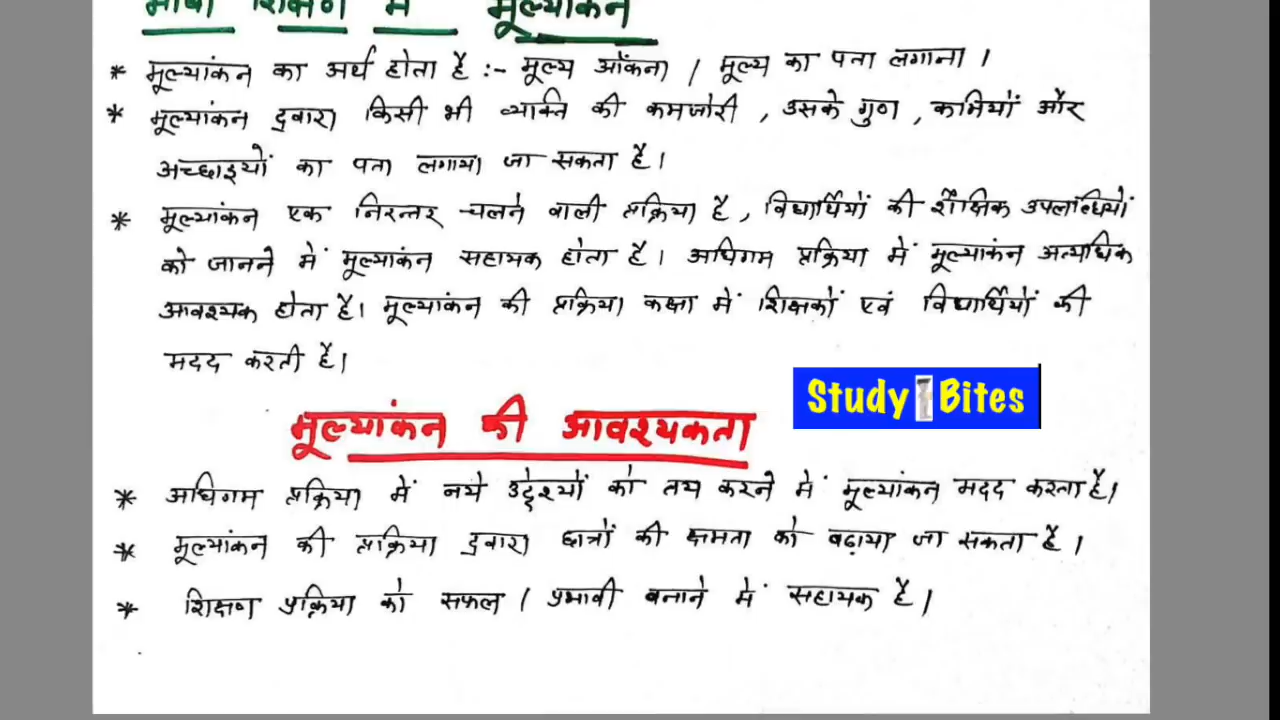 भाषा शिक्षण में मूल्यांकन
* मूल्यांकन का अर्थ होता है :- मूल्य आँकना / मूल्य का पता लगाना।
* मूल्यांकन द्वारा किसी भी व्यक्ति की कमजोरी, उसके गुण, कमियों और
अच्छाइयों का पता लगाया जा सकता है।
* मूल्यांकन एक निरन्तर चलने वाली प्रक्रिया है, विद्यार्थियों की शैक्षिक उपलब्धियों
को जानने में मूल्यांकन सहायक होता है। अधिगम प्रक्रिया में मूल्यांकन अत्यधिक
आवश्यक होता है। मूल्यांकन की प्रक्रिया कक्षा में शिक्षकों एवं विद्यार्थियों की
मदद करती है।
Study Bites
मूल्यांकन की आवश्यकता
* अधिगम प्रक्रिया में नये उद्देश्यों को तय करने में मूल्यांकन मदद करता है।
* मूल्यांकन की प्रक्रिया द्वारा छात्रों की क्षमता को बढ़ाया जा सकता है।
* शिक्षण प्रक्रिया को सफल / प्रभावी बनाने में सहायक है।